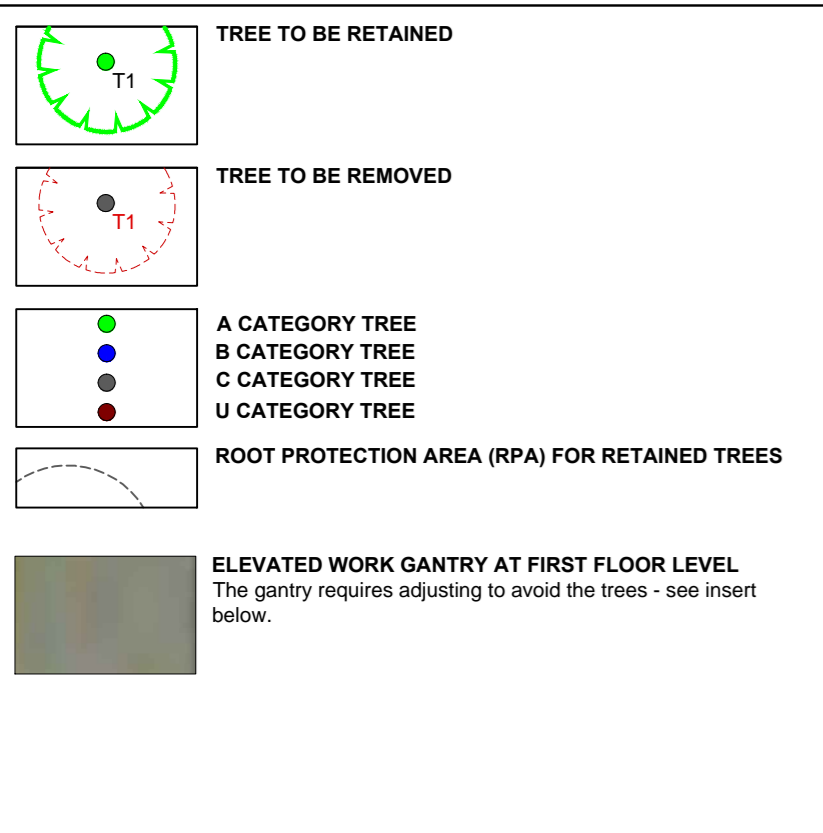 TREE TO BE RETAINED
T1
TREE TO BE REMOVED
T1
A CATEGORY TREE
B CATEGORY TREE
C CATEGORY TREE
U CATEGORY TREE
ROOT PROTECTION AREA (RPA) FOR RETAINED TREES
ELEVATED WORK GANTRY AT FIRST FLOOR LEVEL
The gantry requires adjusting to avoid the trees - see insert
below.